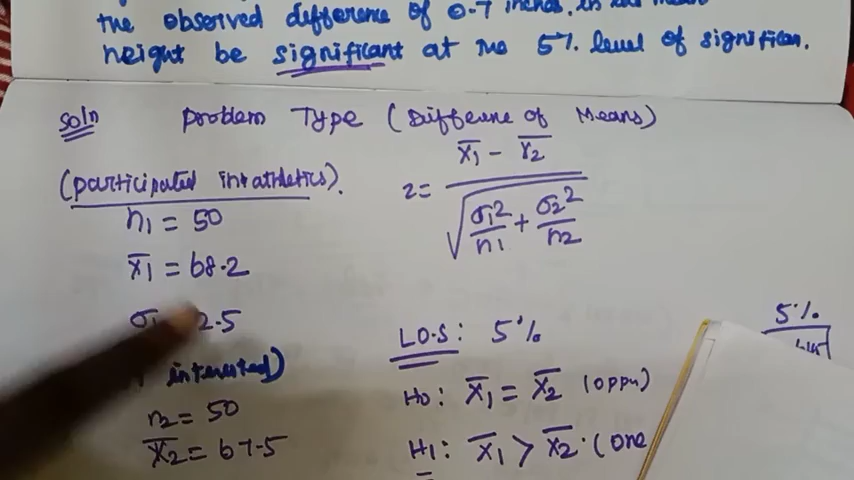 the observed difference of 0.7 inches, in the mean
height be significant at the 5% level of significan.
Soln Problem Type (Differene of Means)
(participated in athletics).
z = x̄1 - x̄2 / √(σ1²/n1 + σ2²/n2)
n1 = 50
x̄1 = 68.2
2.5
interested)
n2 = 50
x̄2 = 67.5
L.O.S: 5%
H0: x̄1 = x̄2 (oppu)
H1: x̄1 > x̄2. (one
5%